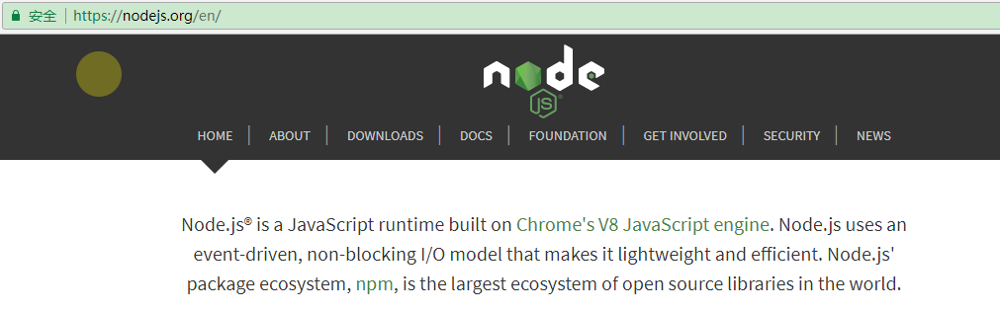 安全 https://nodejs.org/en/
node
JS®
HOME ABOUT DOWNLOADS DOCS FOUNDATION GET INVOLVED SECURITY NEWS
Node.js® is a JavaScript runtime built on Chrome's V8 JavaScript engine. Node.js uses an
event-driven, non-blocking I/O model that makes it lightweight and efficient. Node.js'
package ecosystem, npm, is the largest ecosystem of open source libraries in the world.